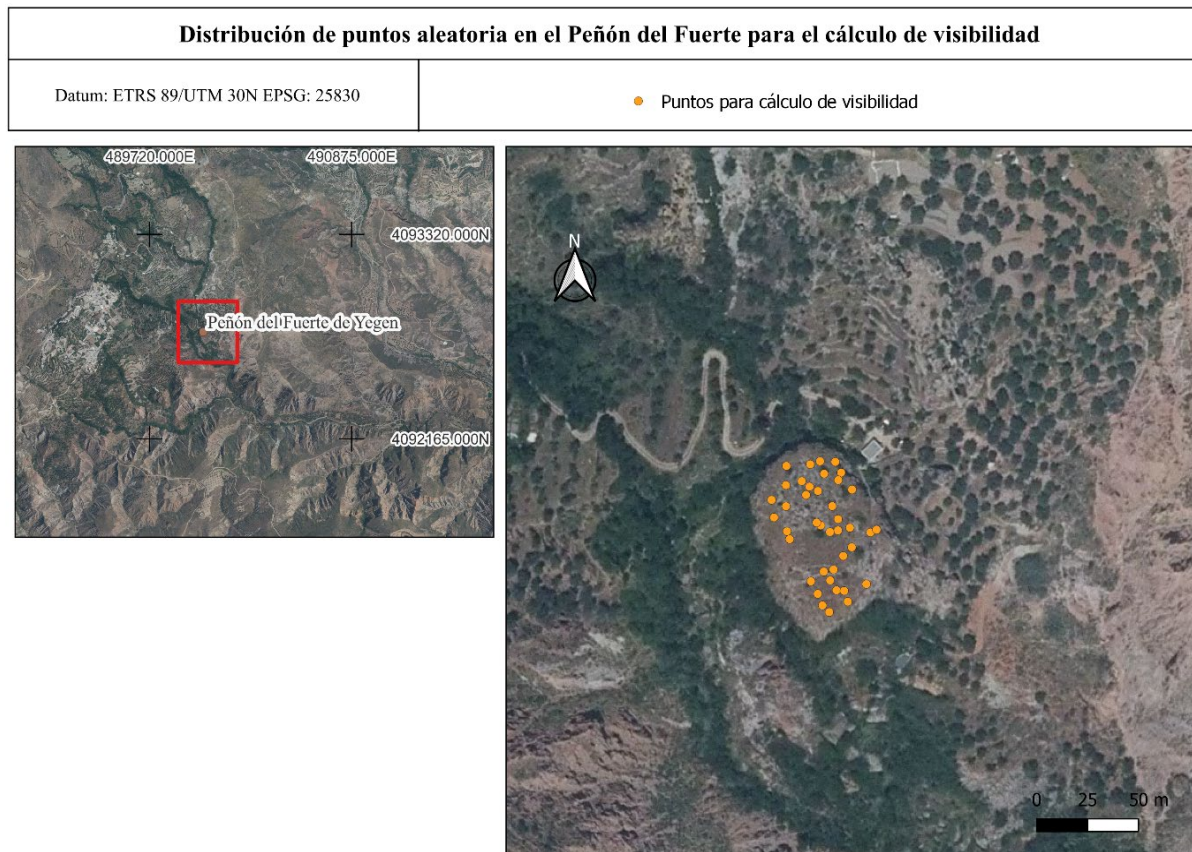 Distribución de puntos aleatoria en el Peñón del Fuerte para el cálculo de visibilidad
Datum: ETRS 89/UTM 30N EPSG: 25830
Puntos para cálculo de visibilidad
489720.000E
490875.000E
4093320.000N
Peñón del Fuerte de Yegen
4092165.000N
N
0 25 50 m